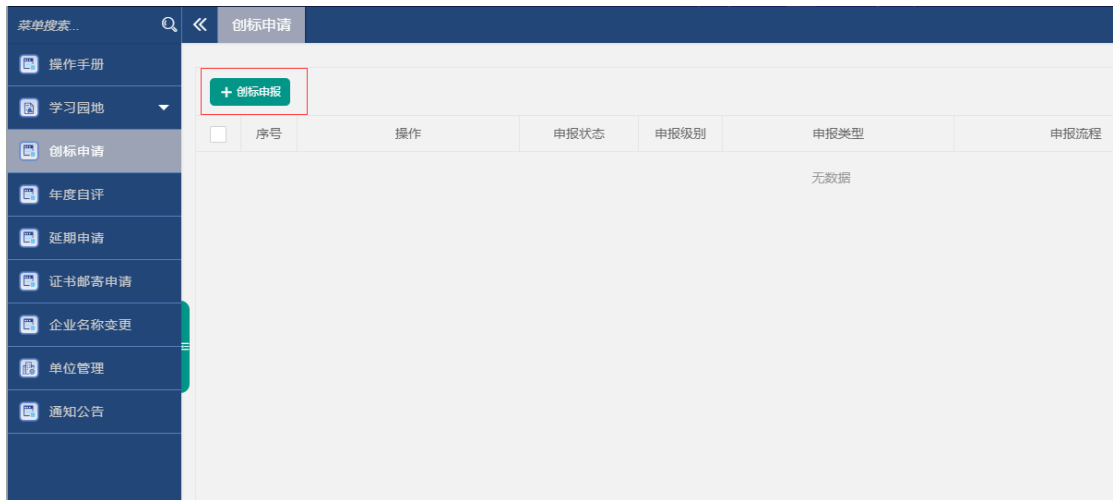 菜单搜索...
创标申请
操作手册
学习园地
创标申请
年度自评
延期申请
证书邮寄申请
企业名称变更
单位管理
通知公告
+ 创标申报
序号 操作 申报状态 申报级别 申报类型 申报流程
无数据